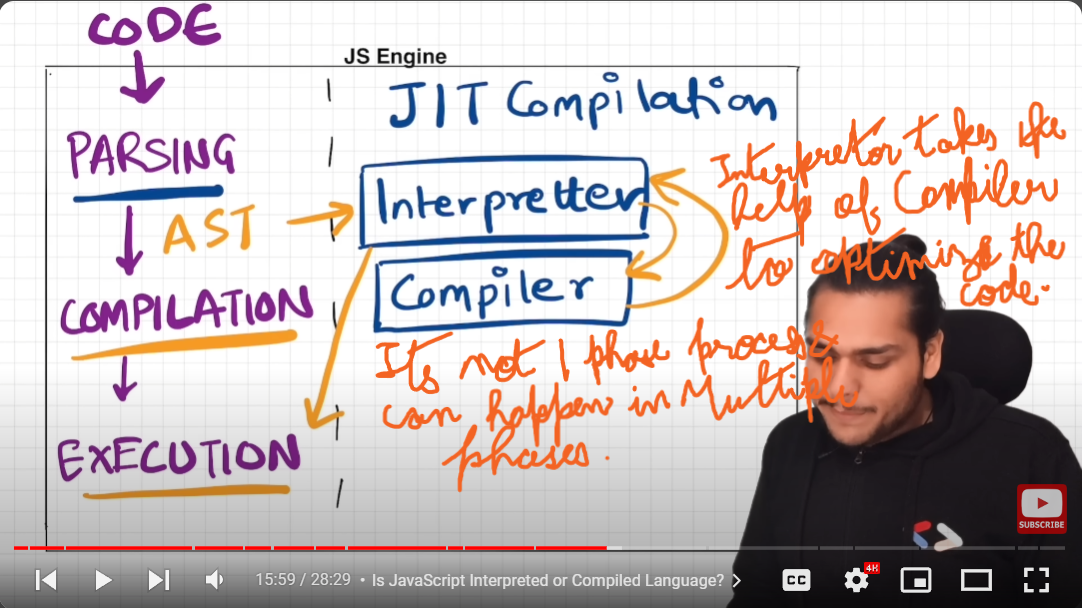 CODE
JS Engine
JIT Compilation
PARSING
AST
Interpretter
Compiler
COMPILATION
EXECUTION
Interpretor takes the
help of Compiler
to optimize the
code.
It's not 1 phase process &
can happen in Multiple
phases.
SUBSCRIBE
15:59 / 28:29 • Is JavaScript Interpreted or Compiled Language? >
CC
4K